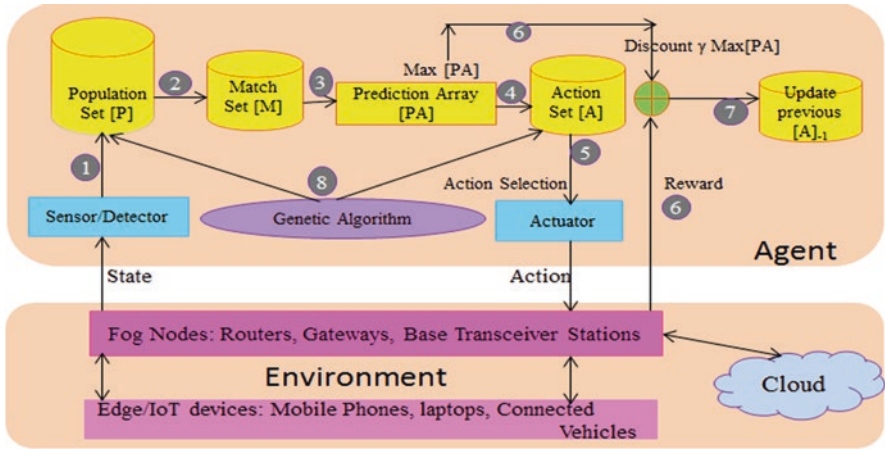 6
Max [PA]
Discount γ Max[PA]
Population
Set [P]
2
Match
Set [M]
3
Prediction Array
[PA]
4
Action
Set [A]
7
Update
previous
[A]-1
1
8
5
Action Selection
Reward
6
Sensor/Detector
Genetic Algorithm
Actuator
Agent
State
Action
Fog Nodes: Routers, Gateways, Base Transceiver Stations
Environment
Cloud
Edge/IoT devices: Mobile Phones, laptops, Connected
Vehicles